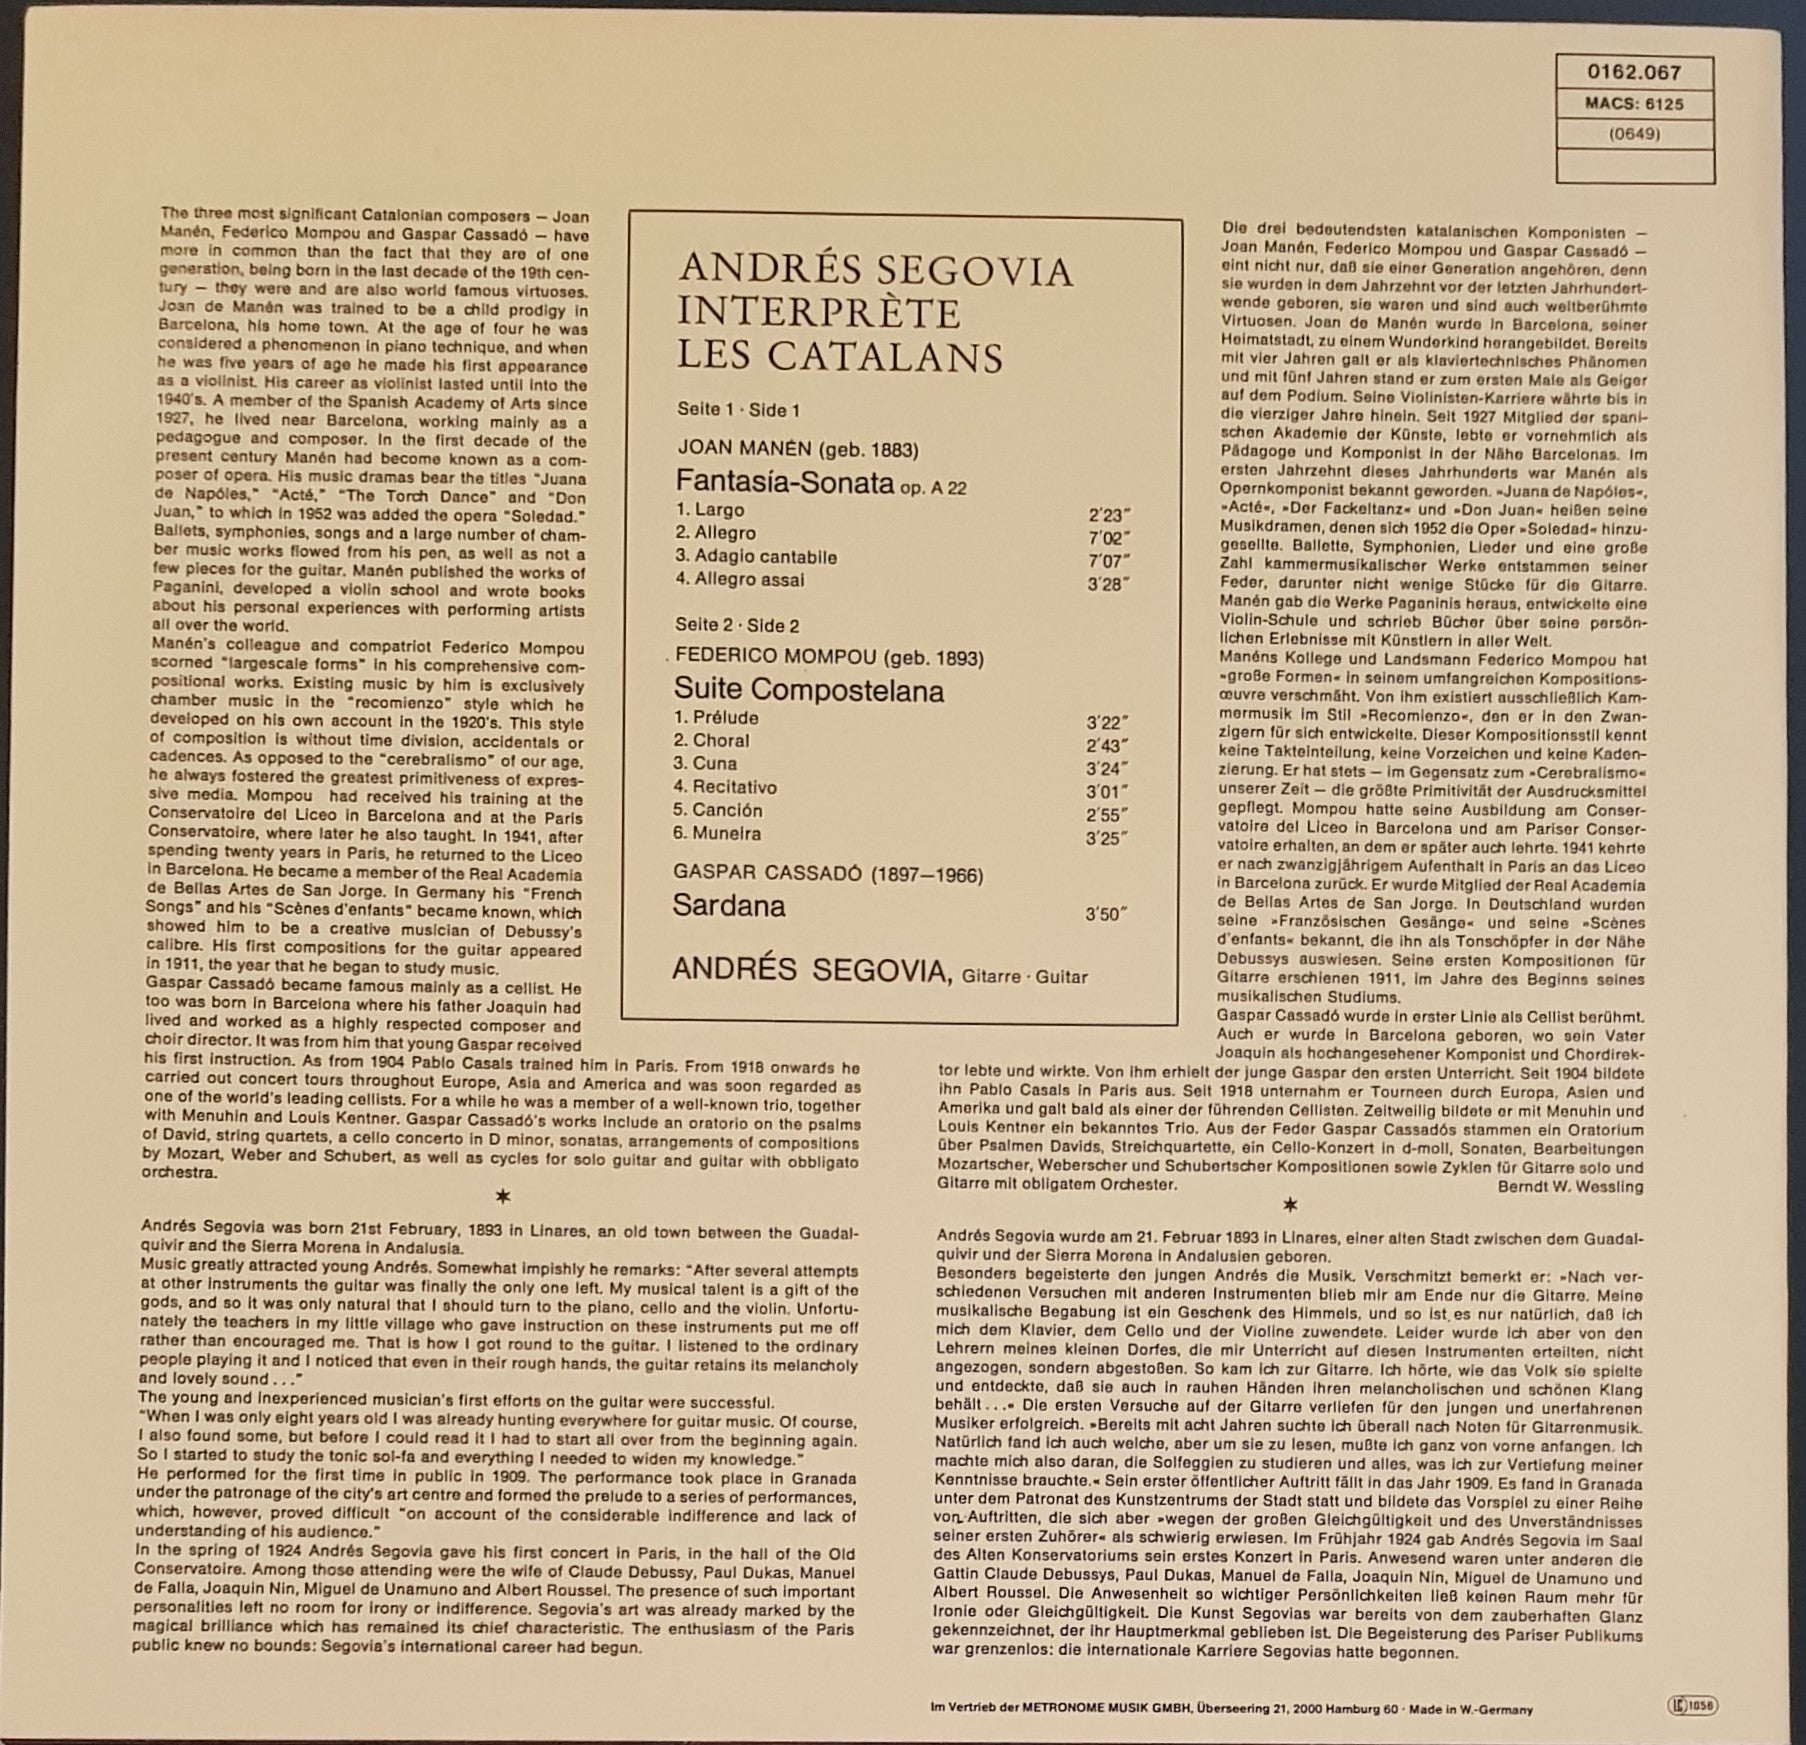 0162.067
MACS: 6125
(0649)
The three most significant Catalonian composers – Joan
Manén, Federico Mompou and Gaspar Cassadó – have
more in common than the fact that they are of one
generation, being born in the last decade of the 19th cen-
tury – they were and are also world famous virtuoses.
Joan de Manén was trained to be a child prodigy in
Barcelona, his home town. At the age of four he was
considered a phenomenon in piano technique, and when
he was five years of age he made his first appearance
as a violinist. His career as violinist lasted until into the
1940's. A member of the Spanish Academy of Arts since
1927, he lived near Barcelona, working mainly as a
pedagogue and composer. In the first decade of the
present century Manén had become known as a com-
poser of opera. His music dramas bear the titles "Juana
de Napóles," "Acté," "The Torch Dance" and "Don
Juan," to which in 1952 was added the opera "Soledad."
Ballets, symphonies, songs and a large number of cham-
ber music works flowed from his pen, as well as not a
few pieces for the guitar. Manén published the works of
Paganini, developed a violin school and wrote books
about his personal experiences with performing artists
all over the world.
Manén's colleague and compatriot Federico Mompou
scorned "largescale forms" in his comprehensive com-
positional works. Existing music by him is exclusively
chamber music in the "recomienzo" style which he
developed on his own account in the 1920's. This style
of composition is without time division, accidentals or
cadences. As opposed to the "cerebralismo" of our age,
he always fostered the greatest primitiveness of expres-
sive media. Mompou had received his training at the
Conservatoire del Liceo in Barcelona and at the Paris
Conservatoire, where later he also taught. In 1941, after
spending twenty years in Paris, he returned to the Liceo
in Barcelona. He became a member of the Real Academia
de Bellas Artes de San Jorge. In Germany his "French
Songs" and his "Scènes d'enfants" became known, which
showed him to be a creative musician of Debussy's
calibre. His first compositions for the guitar appeared
in 1911, the year that he began to study music.
Gaspar Cassadó became famous mainly as a cellist. He
too was born in Barcelona where his father Joaquin had
lived and worked as a highly respected composer and
choir director. It was from him that young Gaspar received
his first instruction. As from 1904 Pablo Casals trained him in Paris. From 1918 onwards he
carried out concert tours throughout Europe, Asia and America and was soon regarded as
one of the world's leading cellists. For a while he was a member of a well-known trio, together
with Menuhin and Louis Kentner. Gaspar Cassadó's works include an oratorio on the psalms
of David, string quartets, a cello concerto in D minor, sonatas, arrangements of compositions
by Mozart, Weber and Schubert, as well as cycles for solo guitar and guitar with obbligato
orchestra.
*
Andrés Segovia was born 21st February, 1893 in Linares, an old town between the Guadal-
quivir and the Sierra Morena in Andalusia.
Music greatly attracted young Andrés. Somewhat impishly he remarks: "After several attempts
at other instruments the guitar was finally the only one left. My musical talent is a gift of the
gods, and so it was only natural that I should turn to the piano, cello and the violin. Unfortu-
nately the teachers in my little village who gave instruction on these instruments put me off
rather than encouraged me. That is how I got round to the guitar. I listened to the ordinary
people playing it and I noticed that even in their rough hands, the guitar retains its melancholy
and lovely sound . . ."
The young and inexperienced musician's first efforts on the guitar were successful.
"When I was only eight years old I was already hunting everywhere for guitar music. Of course,
I also found some, but before I could read it I had to start all over from the beginning again.
So I started to study the tonic sol-fa and everything I needed to widen my knowledge."
He performed for the first time in public in 1909. The performance took place in Granada
under the patronage of the city's art centre and formed the prelude to a series of performances,
which, however, proved difficult "on account of the considerable indifference and lack of
understanding of his audience."
In the spring of 1924 Andrés Segovia gave his first concert in Paris, in the hall of the Old
Conservatoire. Among those attending were the wife of Claude Debussy, Paul Dukas, Manuel
de Falla, Joaquin Nin, Miguel de Unamuno and Albert Roussel. The presence of such important
personalities left no room for irony or indifference. Segovia's art was already marked by the
magical brilliance which has remained its chief characteristic. The enthusiasm of the Paris
public knew no bounds: Segovia's international career had begun.
ANDRÉS SEGOVIA
INTERPRÈTE
LES CATALANS
Seite 1 · Side 1
JOAN MANÉN (geb. 1883)
Fantasía-Sonata op. A 22
1. Largo 2′23″
2. Allegro 7′02″
3. Adagio cantabile 7′07″
4. Allegro assai 3′28″
Seite 2 · Side 2
FEDERICO MOMPOU (geb. 1893)
Suite Compostelana
1. Prélude 3′22″
2. Choral 2′43″
3. Cuna 3′24″
4. Recitativo 3′01″
5. Canción 2′55″
6. Muneira 3′25″
GASPAR CASSADÓ (1897–1966)
Sardana 3′50″
ANDRÉS SEGOVIA, Gitarre · Guitar
Die drei bedeutendsten katalanischen Komponisten –
Joan Manén, Federico Mompou und Gaspar Cassadó –
eint nicht nur, daß sie einer Generation angehören, denn
sie wurden in dem Jahrzehnt vor der letzten Jahrhundert-
wende geboren, sie waren und sind auch weltberühmte
Virtuosen. Joan de Manén wurde in Barcelona, seiner
Heimatstadt, zu einem Wunderkind herangebildet. Bereits
mit vier Jahren galt er als klaviertechnisches Phänomen
und mit fünf Jahren stand er zum ersten Male als Geiger
auf dem Podium. Seine Violinisten-Karriere währte bis in
die vierziger Jahre hinein. Seit 1927 Mitglied der spani-
schen Akademie der Künste, lebte er vornehmlich als
Pädagoge und Komponist in der Nähe Barcelonas. Im
ersten Jahrzehnt dieses Jahrhunderts war Manén als
Opernkomponist bekannt geworden. »Juana de Napóles«,
»Acté«, »Der Fackeltanz« und »Don Juan« heißen seine
Musikdramen, denen sich 1952 die Oper »Soledad« hinzu-
gesellte. Ballette, Symphonien, Lieder und eine große
Zahl kammermusikalischer Werke entstammen seiner
Feder, darunter nicht wenige Stücke für die Gitarre.
Manén gab die Werke Paganinis heraus, entwickelte eine
Violin-Schule und schrieb Bücher über seine persön-
lichen Erlebnisse mit Künstlern in aller Welt.
Manéns Kollege und Landsmann Federico Mompou hat
»große Formen« in seinem umfangreichen Kompositions-
œuvre verschmäht. Von ihm existiert ausschließlich Kam-
mermusik im Stil »Recomienzo«, den er in den Zwan-
zigern für sich entwickelte. Dieser Kompositionsstil kennt
keine Takteinteilung, keine Vorzeichen und keine Kaden-
zierung. Er hat stets – im Gegensatz zum »Cerebralismo«
unserer Zeit – die größte Primitivität der Ausdrucksmittel
gepflegt. Mompou hatte seine Ausbildung am Conser-
vatoire del Liceo in Barcelona und am Pariser Conser-
vatoire erhalten, an dem er später auch lehrte. 1941 kehrte
er nach zwanzigjährigem Aufenthalt in Paris an das Liceo
in Barcelona zurück. Er wurde Mitglied der Real Academia
de Bellas Artes de San Jorge. In Deutschland wurden
seine »Französischen Gesänge« und seine »Scènes
d'enfants« bekannt, die ihn als Tonschöpfer in der Nähe
Debussys auswiesen. Seine ersten Kompositionen für
Gitarre erschienen 1911, im Jahre des Beginns seines
musikalischen Studiums.
Gaspar Cassadó wurde in erster Linie als Cellist berühmt.
Auch er wurde in Barcelona geboren, wo sein Vater
Joaquin als hochangesehener Komponist und Chordirek-
tor lebte und wirkte. Von ihm erhielt der junge Gaspar den ersten Unterricht. Seit 1904 bildete
ihn Pablo Casals in Paris aus. Seit 1918 unternahm er Tourneen durch Europa, Asien und
Amerika und galt bald als einer der führenden Cellisten. Zeitweilig bildete er mit Menuhin und
Louis Kentner ein bekanntes Trio. Aus der Feder Gaspar Cassadós stammen ein Oratorium
über Psalmen Davids, Streichquartette, ein Cello-Konzert in d-moll, Sonaten, Bearbeitungen
Mozartscher, Weberscher und Schubertscher Kompositionen sowie Zyklen für Gitarre solo und
Gitarre mit obligatem Orchester. Berndt W. Wessling
*
Andrés Segovia wurde am 21. Februar 1893 in Linares, einer alten Stadt zwischen dem Guadal-
quivir und der Sierra Morena in Andalusien geboren.
Besonders begeisterte den jungen Andrés die Musik. Verschmitzt bemerkt er: »Nach ver-
schiedenen Versuchen mit anderen Instrumenten blieb mir am Ende nur die Gitarre. Meine
musikalische Begabung ist ein Geschenk des Himmels, und so ist es nur natürlich, daß ich
mich dem Klavier, dem Cello und der Violine zuwendete. Leider wurde ich aber von den
Lehrern meines kleinen Dorfes, die mir Unterricht auf diesen Instrumenten erteilten, nicht
angezogen, sondern abgestoßen. So kam ich zur Gitarre. Ich hörte, wie das Volk sie spielte
und entdeckte, daß sie auch in rauhen Händen ihren melancholischen und schönen Klang
behält . . .« Die ersten Versuche auf der Gitarre verliefen für den jungen und unerfahrenen
Musiker erfolgreich. »Bereits mit acht Jahren suchte ich überall nach Noten für Gitarrenmusik.
Natürlich fand ich auch welche, aber um sie zu lesen, mußte ich ganz von vorne anfangen. Ich
machte mich also daran, die Solfeggien zu studieren und alles, was ich zur Vertiefung meiner
Kenntnisse brauchte.« Sein erster öffentlicher Auftritt fällt in das Jahr 1909. Es fand in Granada
unter dem Patronat des Kunstzentrums der Stadt statt und bildete das Vorspiel zu einer Reihe
von Auftritten, die sich aber »wegen der großen Gleichgültigkeit und des Unverständnisses
seiner ersten Zuhörer« als schwierig erwiesen. Im Frühjahr 1924 gab Andrés Segovia im Saal
des Alten Konservatoriums sein erstes Konzert in Paris. Anwesend waren unter anderen die
Gattin Claude Debussys, Paul Dukas, Manuel de Falla, Joaquin Nin, Miguel de Unamuno und
Albert Roussel. Die Anwesenheit so wichtiger Persönlichkeiten ließ keinen Raum mehr für
Ironie oder Gleichgültigkeit. Die Kunst Segovias war bereits von dem zauberhaften Glanz
gekennzeichnet, der ihr Hauptmerkmal geblieben ist. Die Begeisterung des Pariser Publikums
war grenzenlos: die internationale Karriere Segovias hatte begonnen.
Im Vertrieb der METRONOME MUSIK GMBH, Überseering 21, 2000 Hamburg 60 · Made in W.-Germany
LC 1056